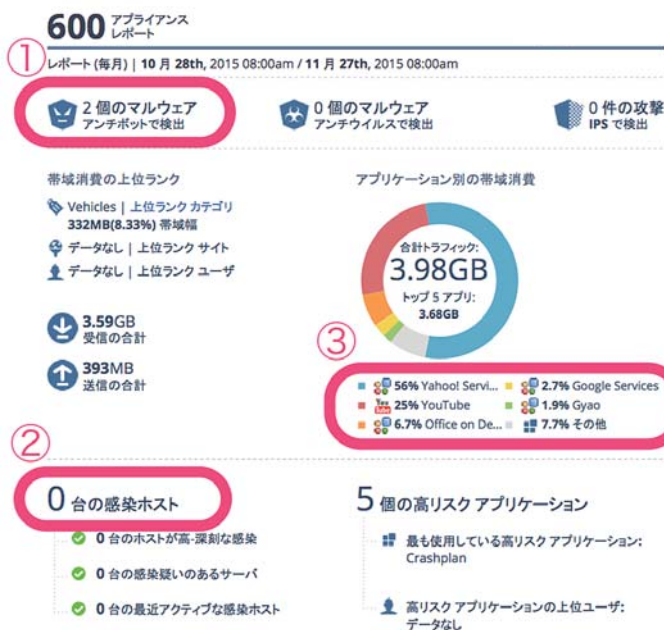 600 アプライアンス
レポート
①
レポート (毎月) | 10 月 28th, 2015 08:00am / 11 月 27th, 2015 08:00am
2 個のマルウェア
アンチボットで検出
0 個のマルウェア
アンチウイルスで検出
0 件の攻撃
IPS で検出
帯域消費の上位ランク
Vehicles | 上位ランク カテゴリ
332MB(8.33%) 帯域幅
データなし | 上位ランク サイト
データなし | 上位ランク ユーザ
3.59GB
受信の合計
393MB
送信の合計
アプリケーション別の帯域消費
合計トラフィック:
3.98GB
トップ 5 アプリ:
3.68GB
③
56% Yahoo! Servi...
2.7% Google Services
You Tube 25% YouTube
1.9% Gyao
6.7% Office on De...
7.7% その他
②
0 台の感染ホスト
0 台のホストが高-深刻な感染
0 台の感染疑いのあるサーバ
0 台の最近アクティブな感染ホスト
5 個の高リスク アプリケーション
最も使用している高リスク アプリケーション:
Crashplan
高リスク アプリケーションの上位ユーザ:
データなし